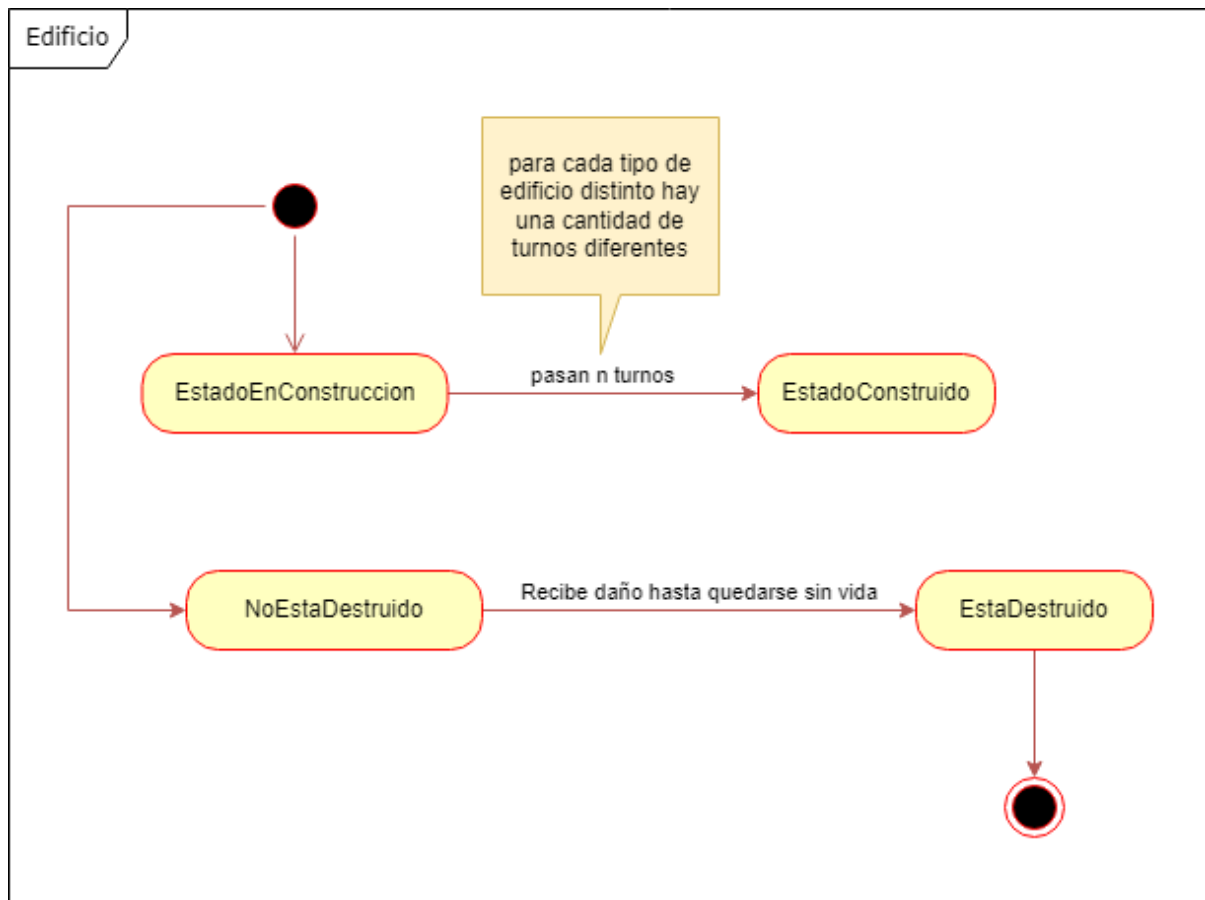 Edificio
para cada tipo de
edificio distinto hay
una cantidad de
turnos diferentes
pasan n turnos
EstadoEnConstruccion
EstadoConstruido
Recibe daño hasta quedarse sin vida
NoEstaDestruido
EstaDestruido